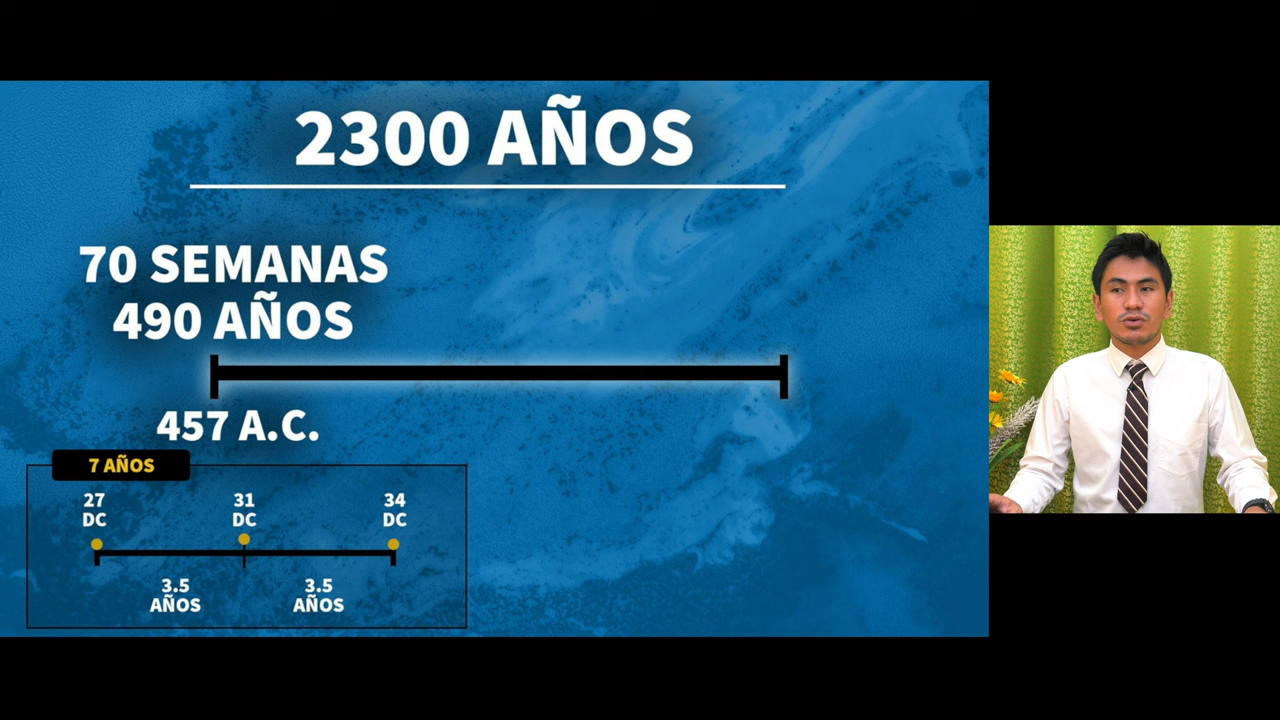 2300 AÑOS
70 SEMANAS
490 AÑOS
457 A.C.
7 AÑOS
27
DC
31
DC
34
DC
3.5
AÑOS
3.5
AÑOS